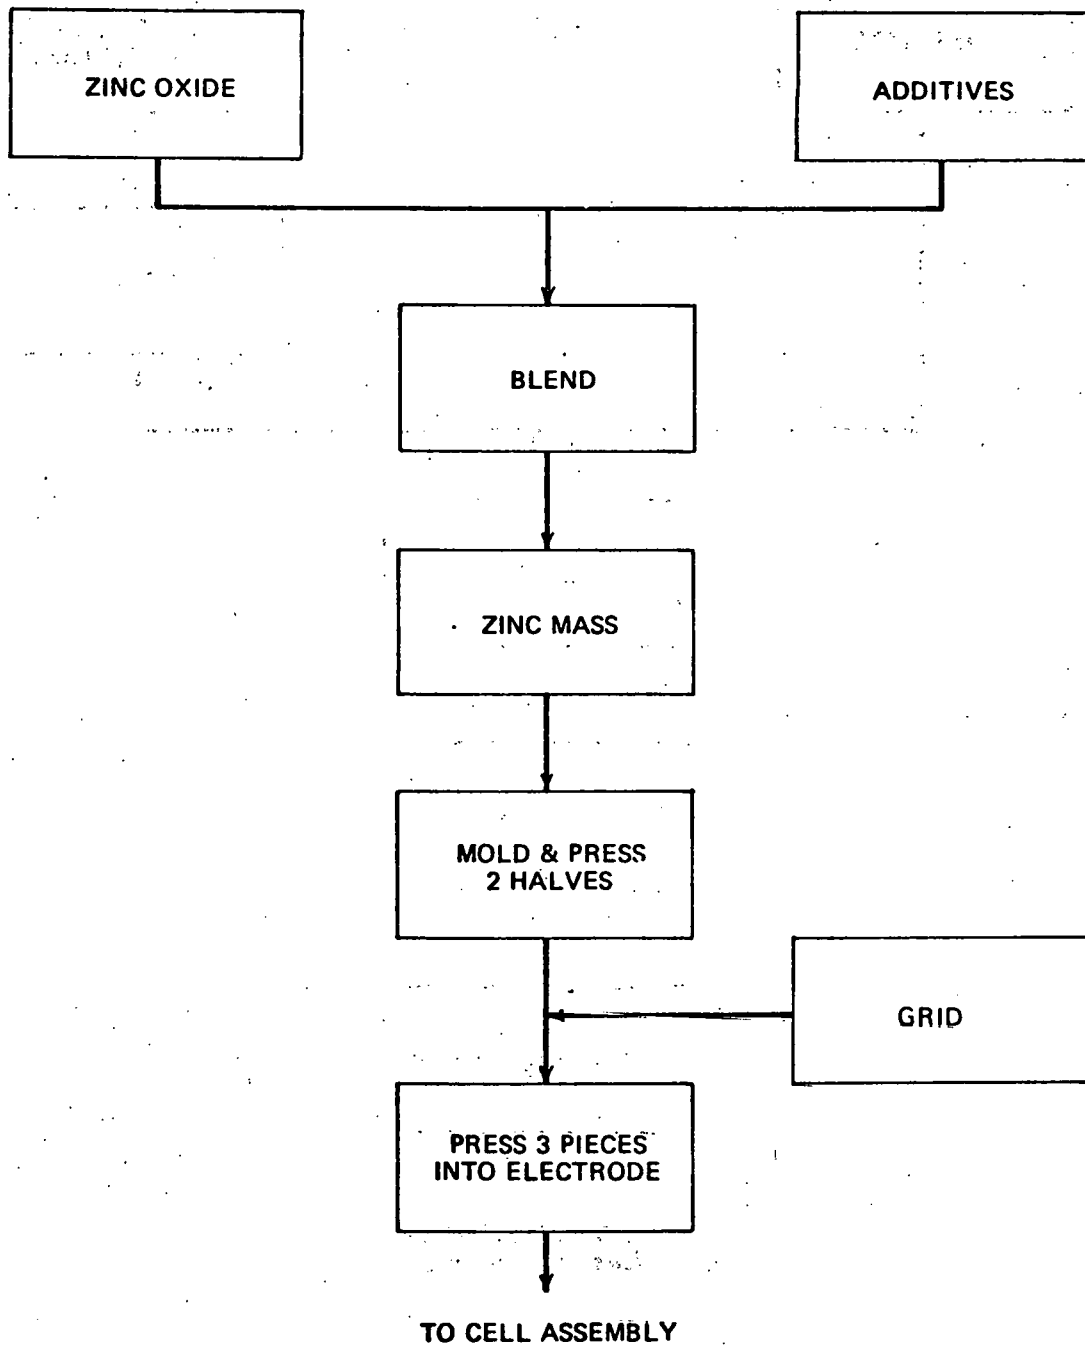 ZINC OXIDE
ADDITIVES
BLEND
ZINC MASS
MOLD & PRESS
2 HALVES
GRID
PRESS 3 PIECES
INTO ELECTRODE
TO CELL ASSEMBLY